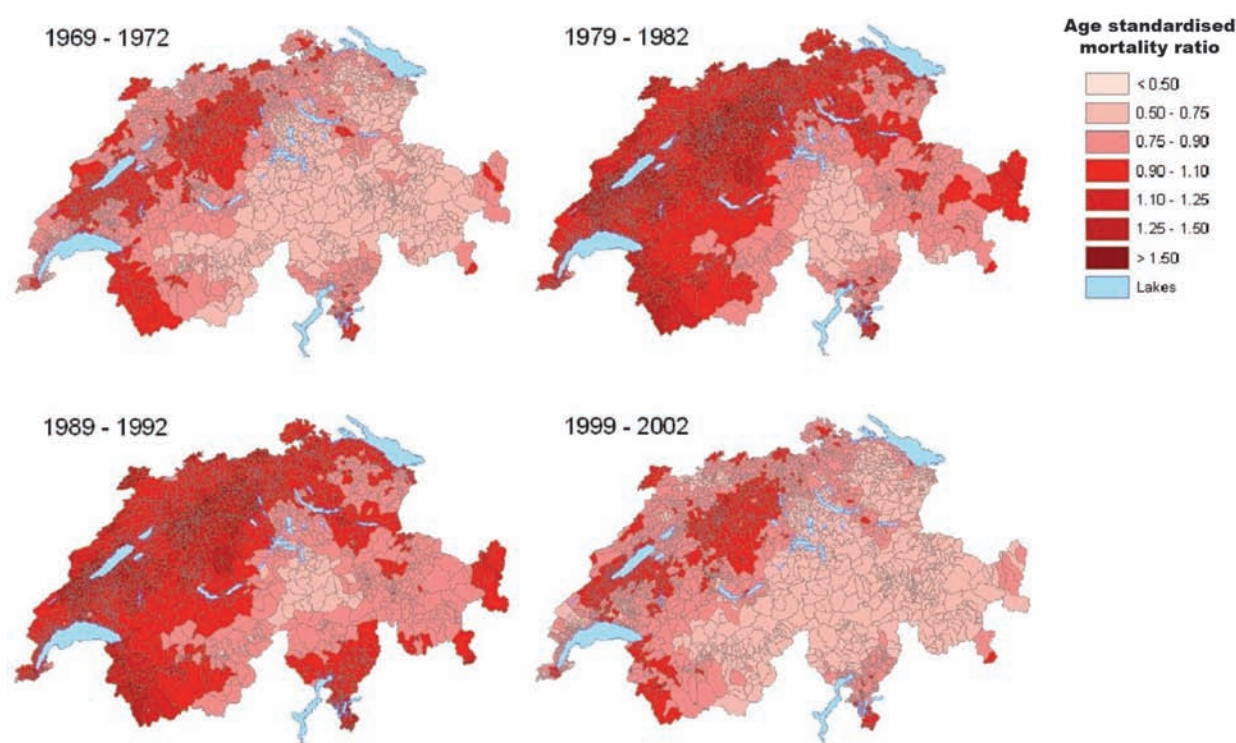 1969 - 1972
1979 - 1982
Age standardised
mortality ratio
< 0.50
0.50 - 0.75
0.75 - 0.90
0.90 - 1.10
1.10 - 1.25
1.25 - 1.50
> 1.50
Lakes
1989 - 1992
1999 - 2002